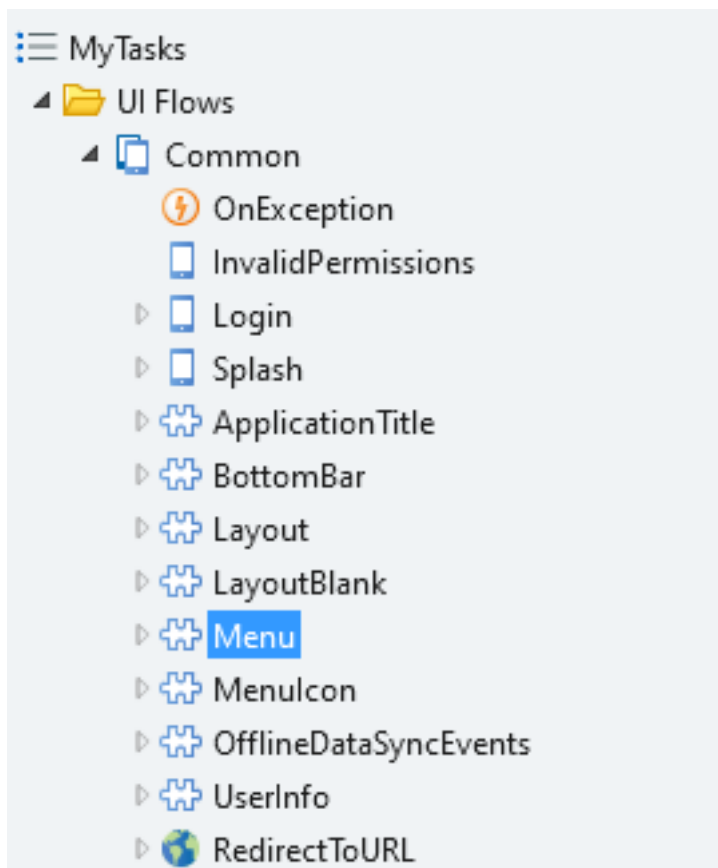 MyTasks
UI Flows
Common
OnException
InvalidPermissions
Login
Splash
ApplicationTitle
BottomBar
Layout
LayoutBlank
Menu
MenuIcon
OfflineDataSyncEvents
UserInfo
RedirectToURL